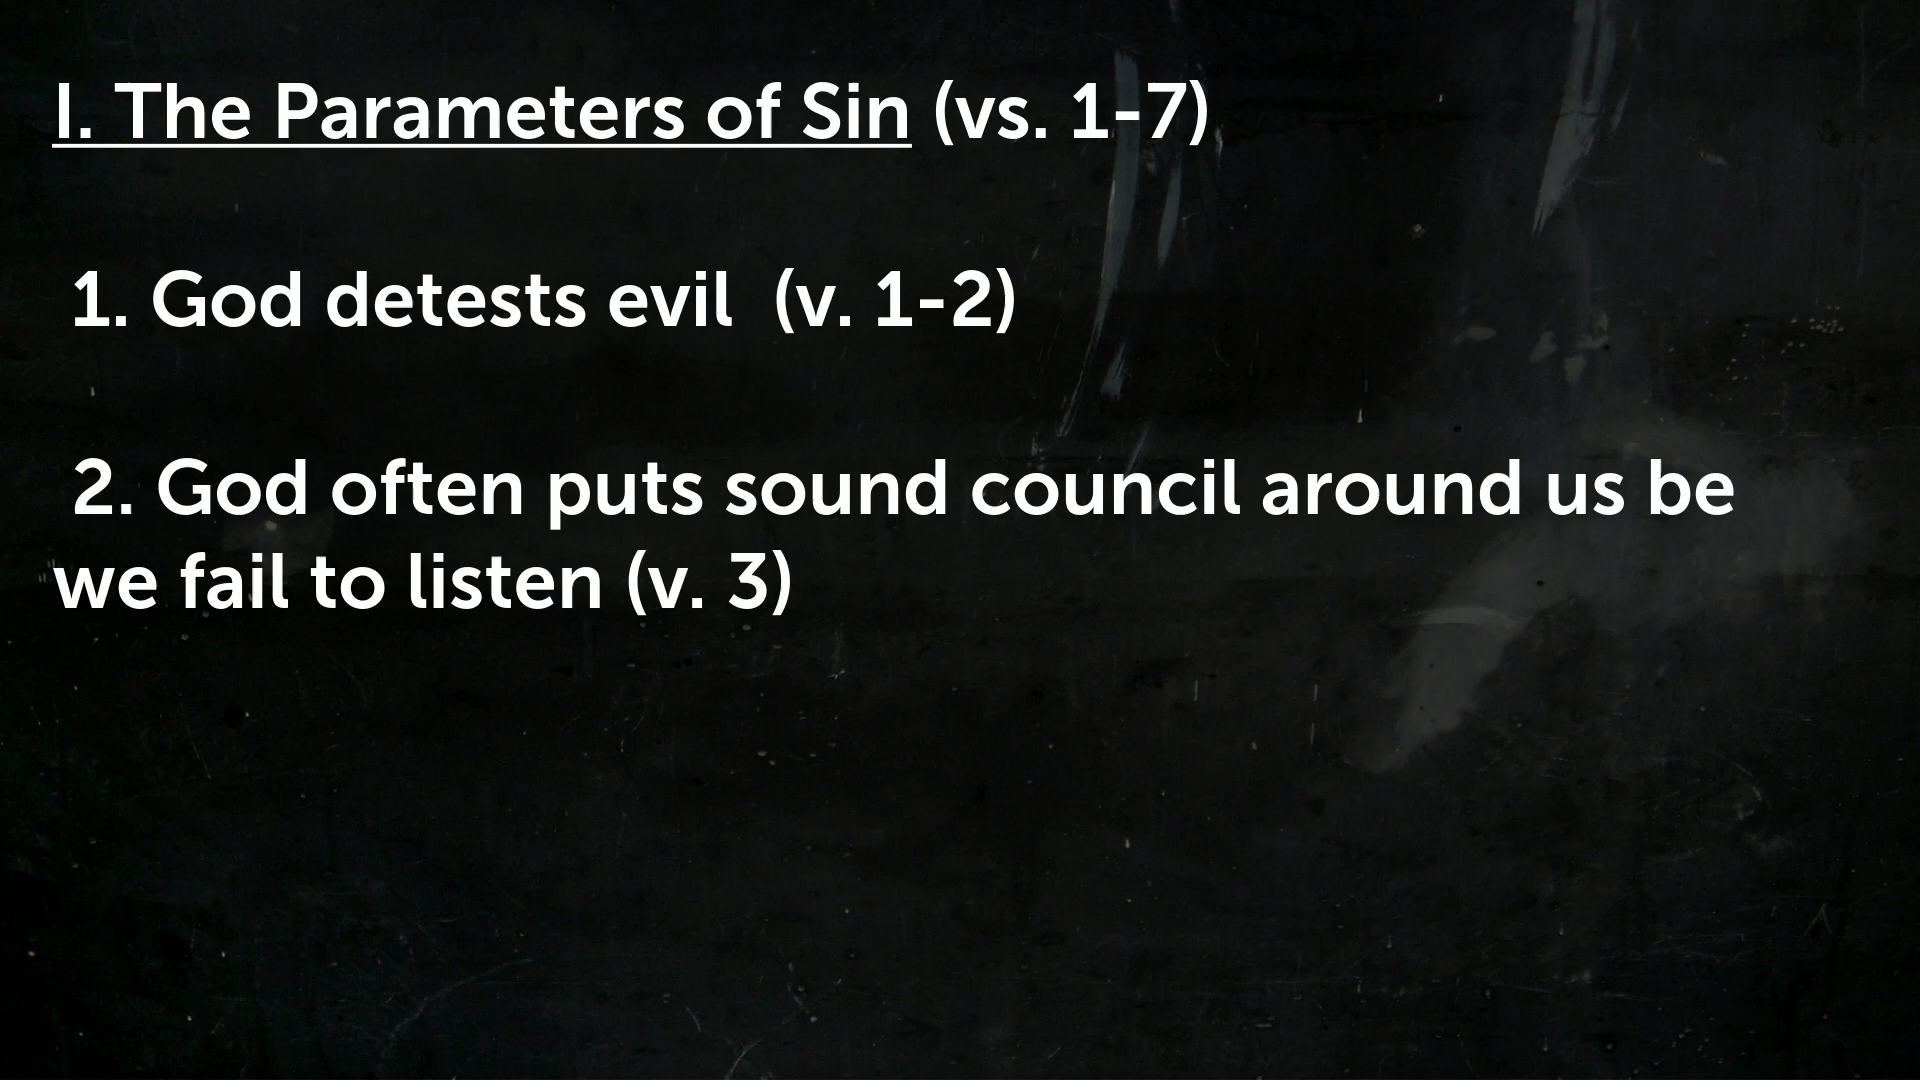 I. The Parameters of Sin (vs. 1-7)
1. God detests evil  (v. 1-2)
2. God often puts sound council around us be
we fail to listen (v. 3)